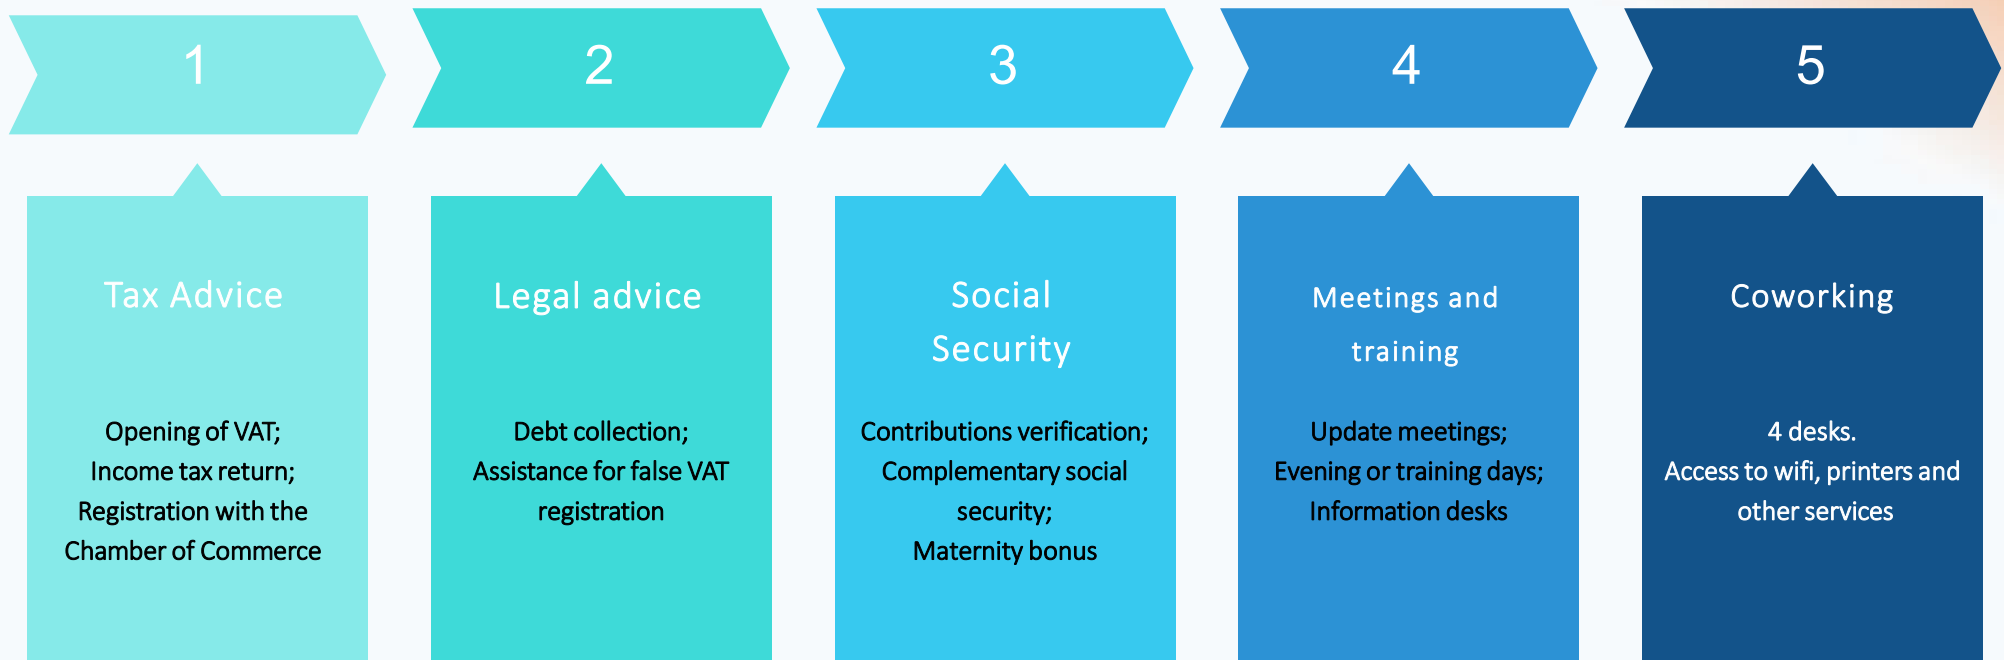 1
2
3
4
5
Tax Advice
Opening of VAT;
Income tax return;
Registration with the
Chamber of Commerce
Legal advice
Debt collection;
Assistance for false VAT
registration
Social
Security
Contributions verification;
Complementary social
security;
Maternity bonus
Meetings and
training
Update meetings;
Evening or training days;
Information desks
Coworking
4 desks.
Access to wifi, printers and
other services